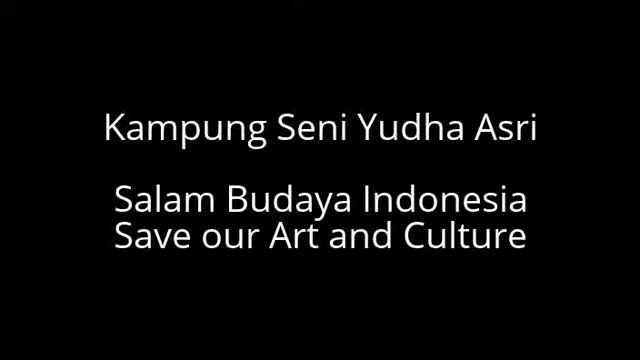 Kampung Seni Yudha Asri
Salam Budaya Indonesia
Save our Art and Culture